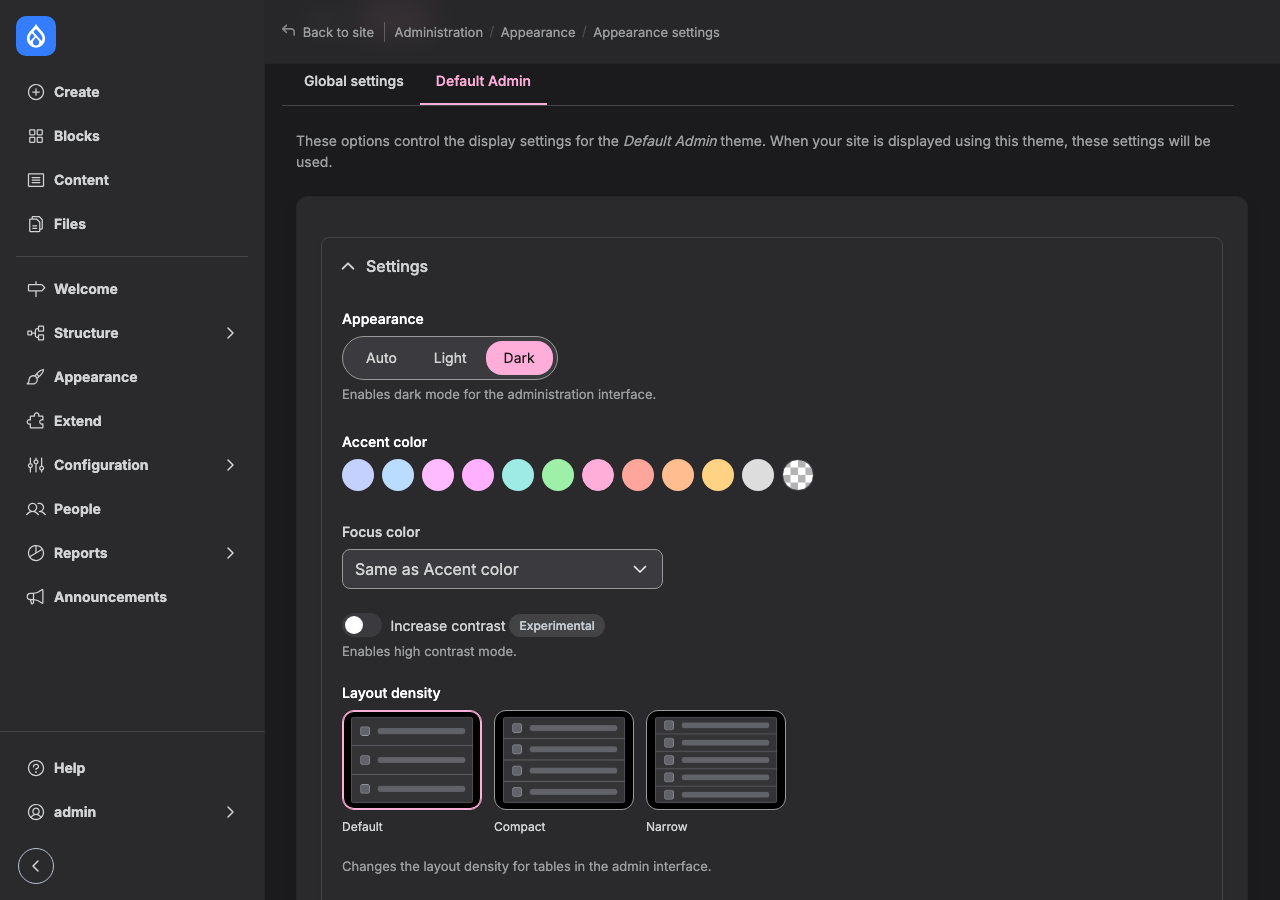 Create
Blocks
Content
Files
Welcome
Structure
Appearance
Extend
Configuration
People
Reports
Announcements
Help
admin
Back to site
Administration / Appearance / Appearance settings
Global settings
Default Admin
These options control the display settings for the Default Admin theme. When your site is displayed using this theme, these settings will be
used.
Settings
Appearance
Auto
Light
Dark
Enables dark mode for the administration interface.
Accent color
Focus color
Same as Accent color
Increase contrast
Experimental
Enables high contrast mode.
Layout density
Default
Compact
Narrow
Changes the layout density for tables in the admin interface.